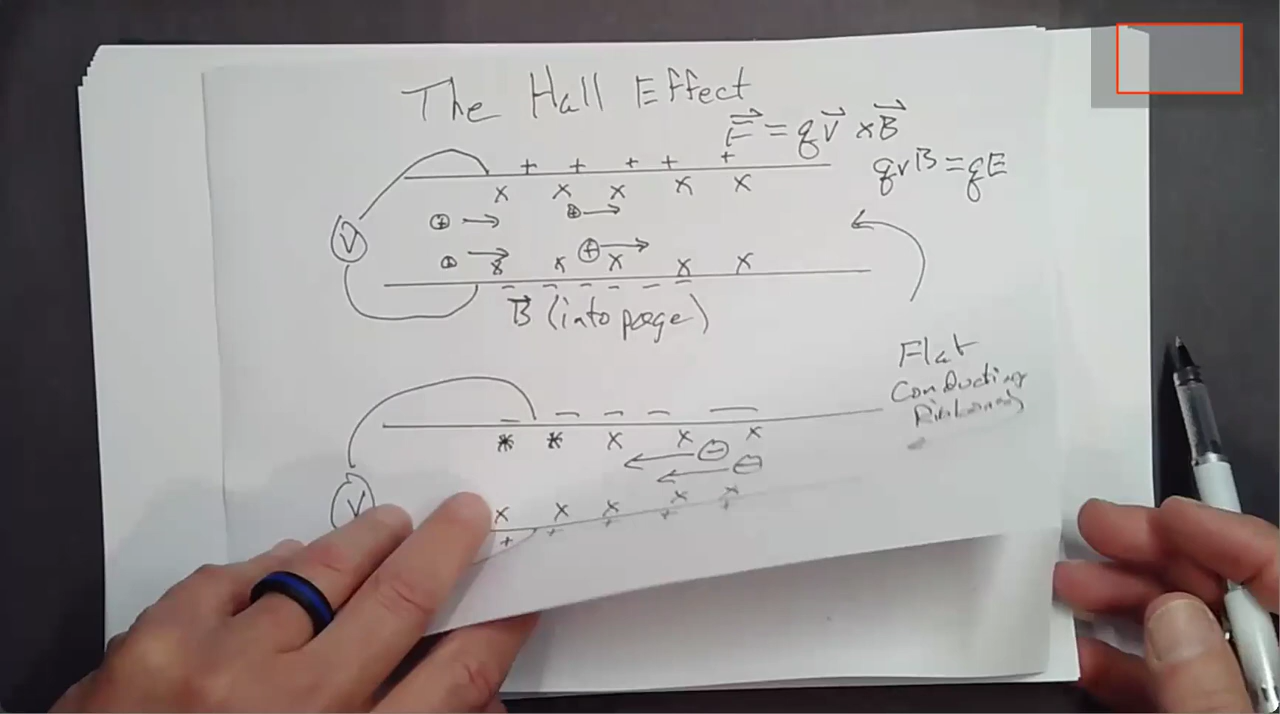 The Hall Effect
F = qV x B
qvB = qE
+ + + + +
x x x x x
+ → + →
V
+ → + →
x x x x x
- - - - - -
B (into page)
Flat
Conducting
- - - - -
x x x x x
← -
← -
V
x x x x x
+ + + + +